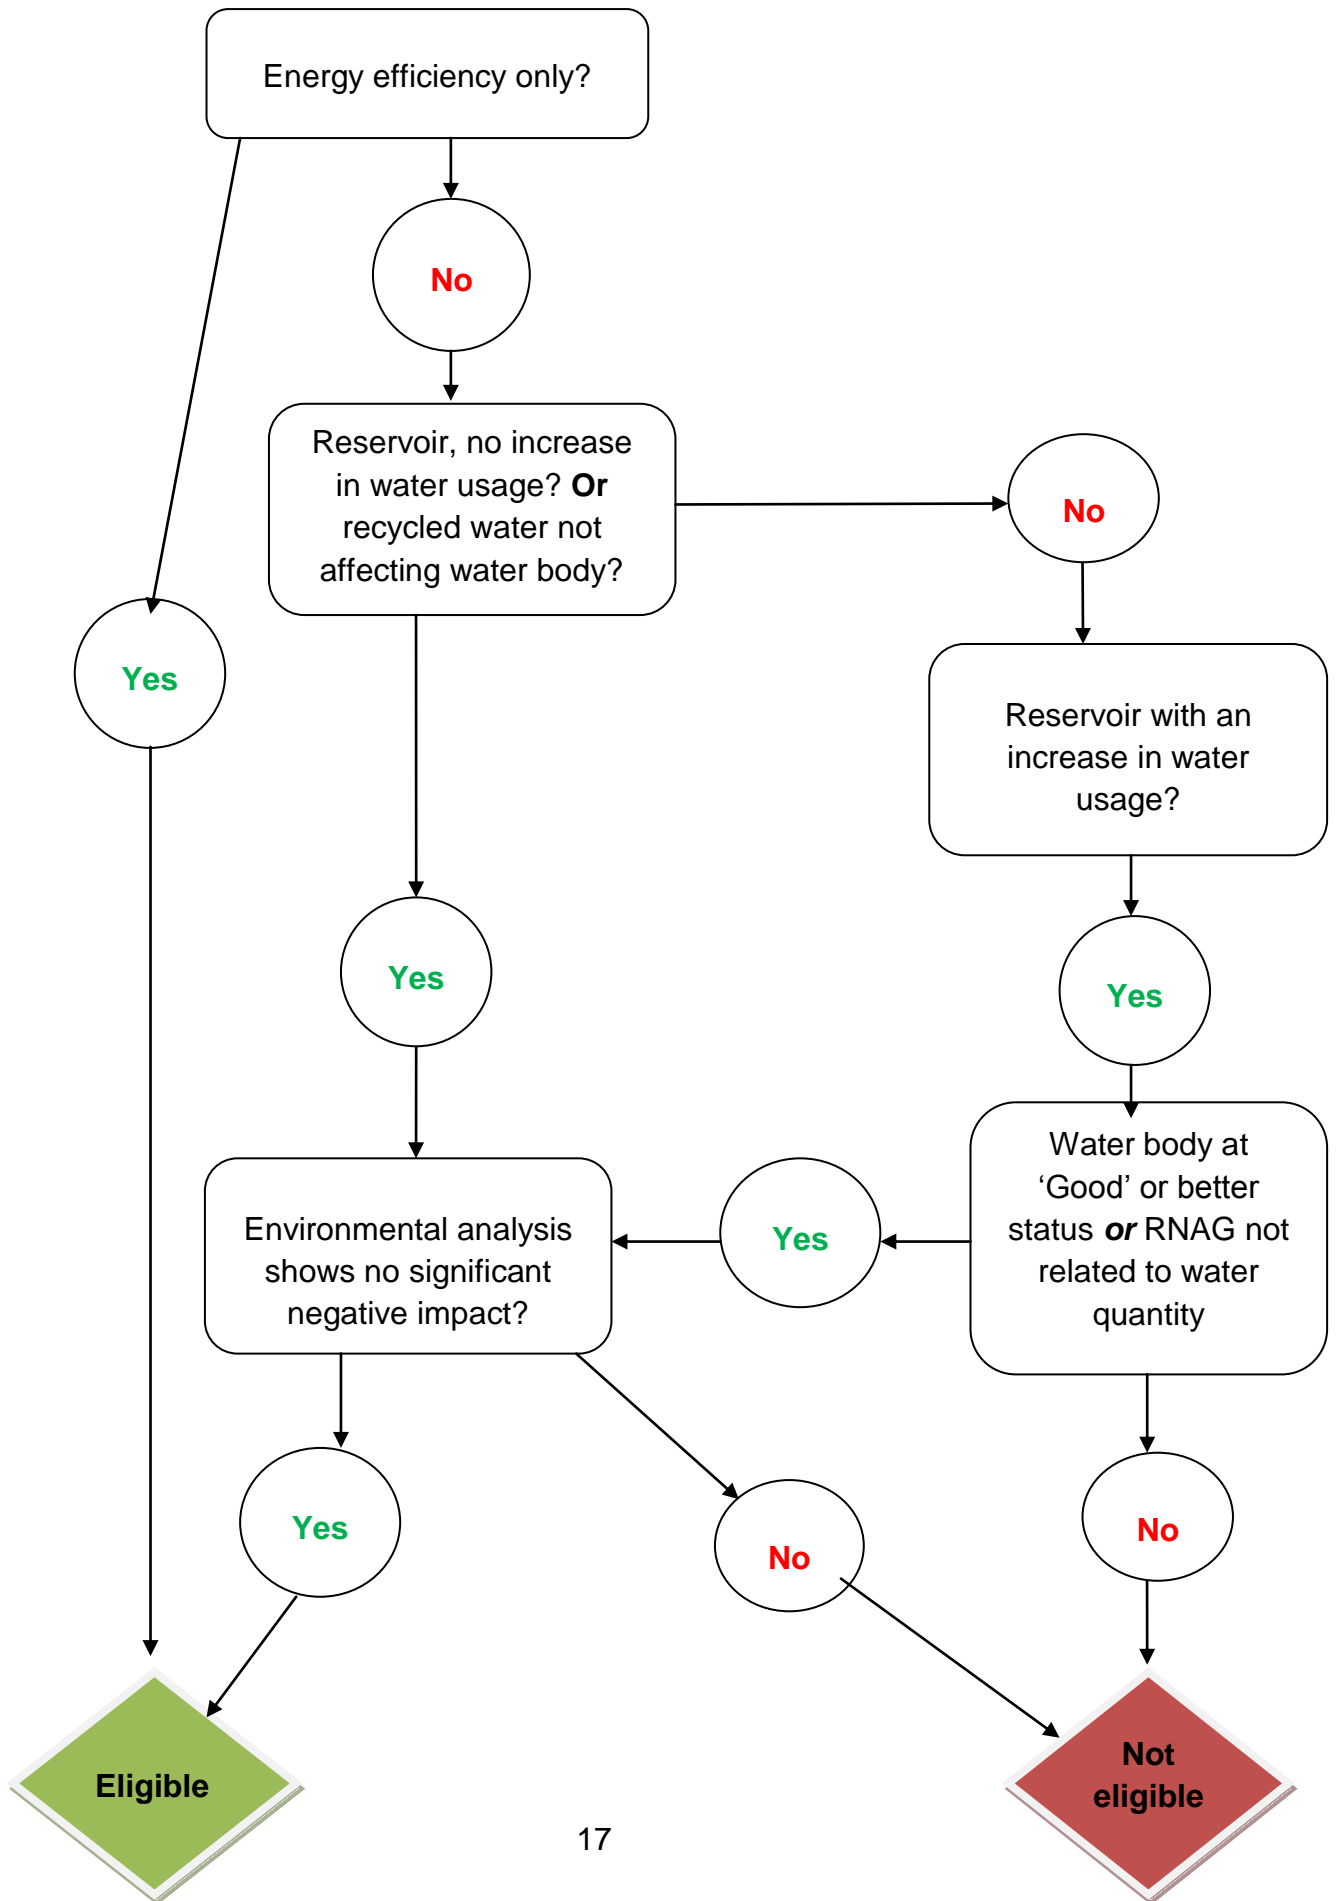 Energy efficiency only?
No
Reservoir, no increase
in water usage? Or
recycled water not
affecting water body?
No
Yes
Reservoir with an
increase in water
usage?
Yes
Yes
Water body at
‘Good’ or better
status or RNAG not
related to water
quantity
Yes
Environmental analysis
shows no significant
negative impact?
Yes
No
No
Eligible
Not
eligible
17